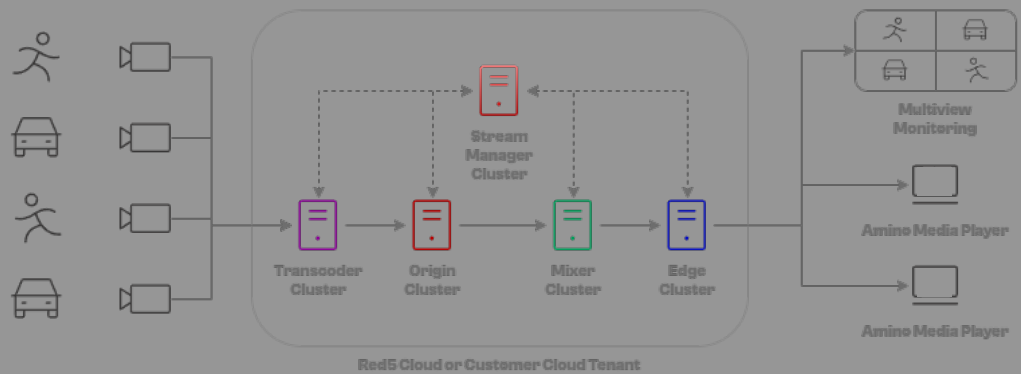 Stream
Manager
Cluster
Multiview
Monitoring
Transcoder
Cluster
Origin
Cluster
Mixer
Cluster
Edge
Cluster
Amino Media Player
Amino Media Player
Red5 Cloud or Customer Cloud Tenant